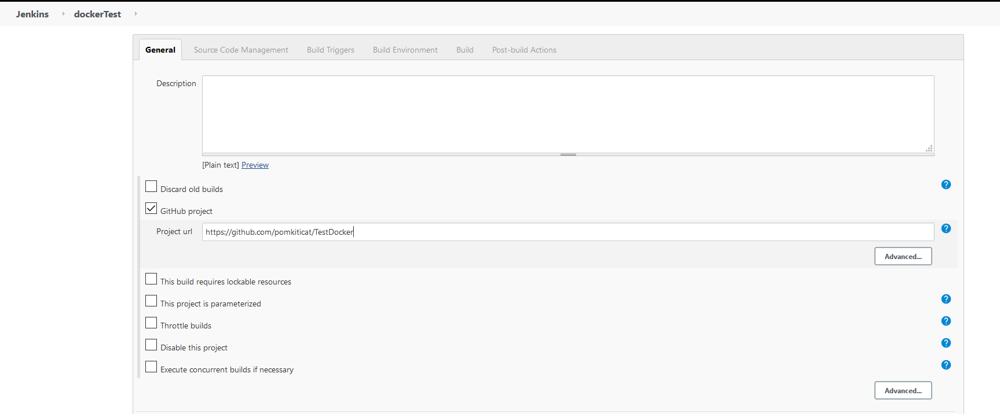 Jenkins dockerTest
General Source Code Management Build Triggers Build Environment Build Post-build Actions
Description
[Plain text] Preview
Discard old builds
GitHub project
Project url https://github.com/pomkiticat/TestDocker
Advanced...
This build requires lockable resources
This project is parameterized
Throttle builds
Disable this project
Execute concurrent builds if necessary
Advanced...